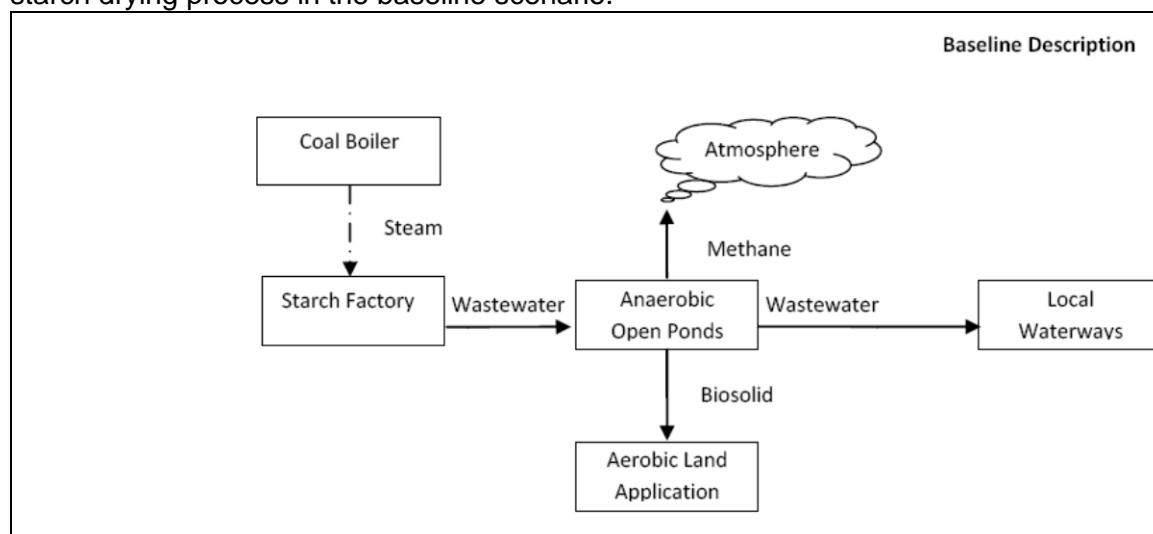 starch drying process in the baseline scenario.
Baseline Description
Coal Boiler
Atmosphere
Steam
Methane
Starch Factory
Wastewater
Anaerobic
Open Ponds
Wastewater
Local
Waterways
Biosolid
Aerobic Land
Application